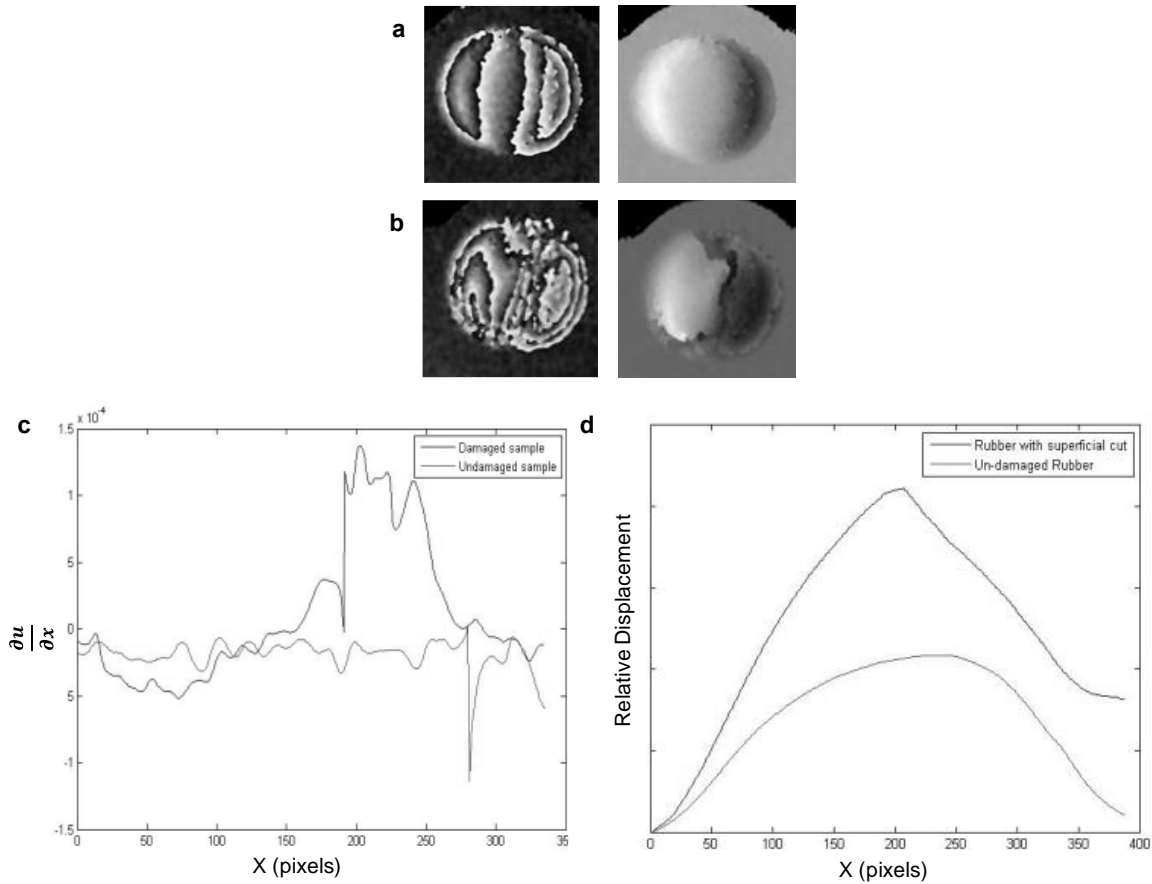 a
b
c
x 10⁻⁴
1.5
1
5
0
5
-1
-1.5
0 50 100 150 200 250 300 35
∂u
∂x
X (pixels)
Damaged sample
Undamaged sample
d
Rubber with superficial cut
Un-damaged Rubber
Relative Displacement
0 50 100 150 200 250 300 350 400
X (pixels)